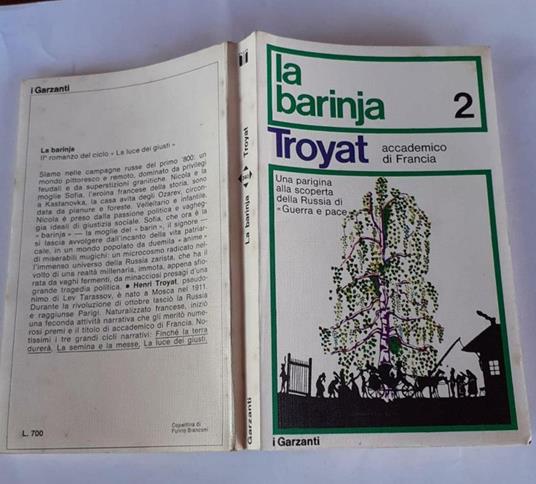 i Garzanti
La barinja
II° romanzo del ciclo « La luce dei giusti »
Siamo nelle campagne russe del primo '800: un
mondo pittoresco e remoto, dominato da privilegi
feudali e da superstizioni granitiche. Nicola e la
moglie Sofia, l'eroina francese della storia, sono
a Kastanovka, la casa avita degli Ozarev, circon-
data da pianure e foreste. Velleitario e infantile,
Nicola è preso dalla passione politica e vagheg-
gia ideali di giustizia sociale. Sofia, che ora è la
« barinja » — la moglie del « barin », il signore —
si lascia avvolgere dall'incanto della vita patriar-
cale, in un mondo popolato da duemila « anime »
di miserabili mugichi: un microcosmo radicato nel-
l'immenso universo della Russia zarista, che ha il
volto di una realtà millenaria, immota, appena sfio-
rata da vaghi fermenti, da minacciosi presagi d'una
grande tragedia politica. ● Henri Troyat, pseudo-
nimo di Lev Tarassov, è nato a Mosca nel 1911.
Durante la rivoluzione di ottobre lasciò la Russia
e raggiunse Parigi. Naturalizzato francese, iniziò
una feconda attività narrativa che gli meritò nume-
rosi premi e il titolo di accademico di Francia. No-
tissimi i tre grandi cicli narrativi: Finché la terra
durerà, La semina e la messe, La luce dei giusti.
L. 700
Copertina di
Fulvio Bianconi
Garzanti
La barinja
Troyat
la
barinja
2
Troyat
accademico
di Francia
Una parigina
alla scoperta
della Russia di
«Guerra e pace»
i Garzanti